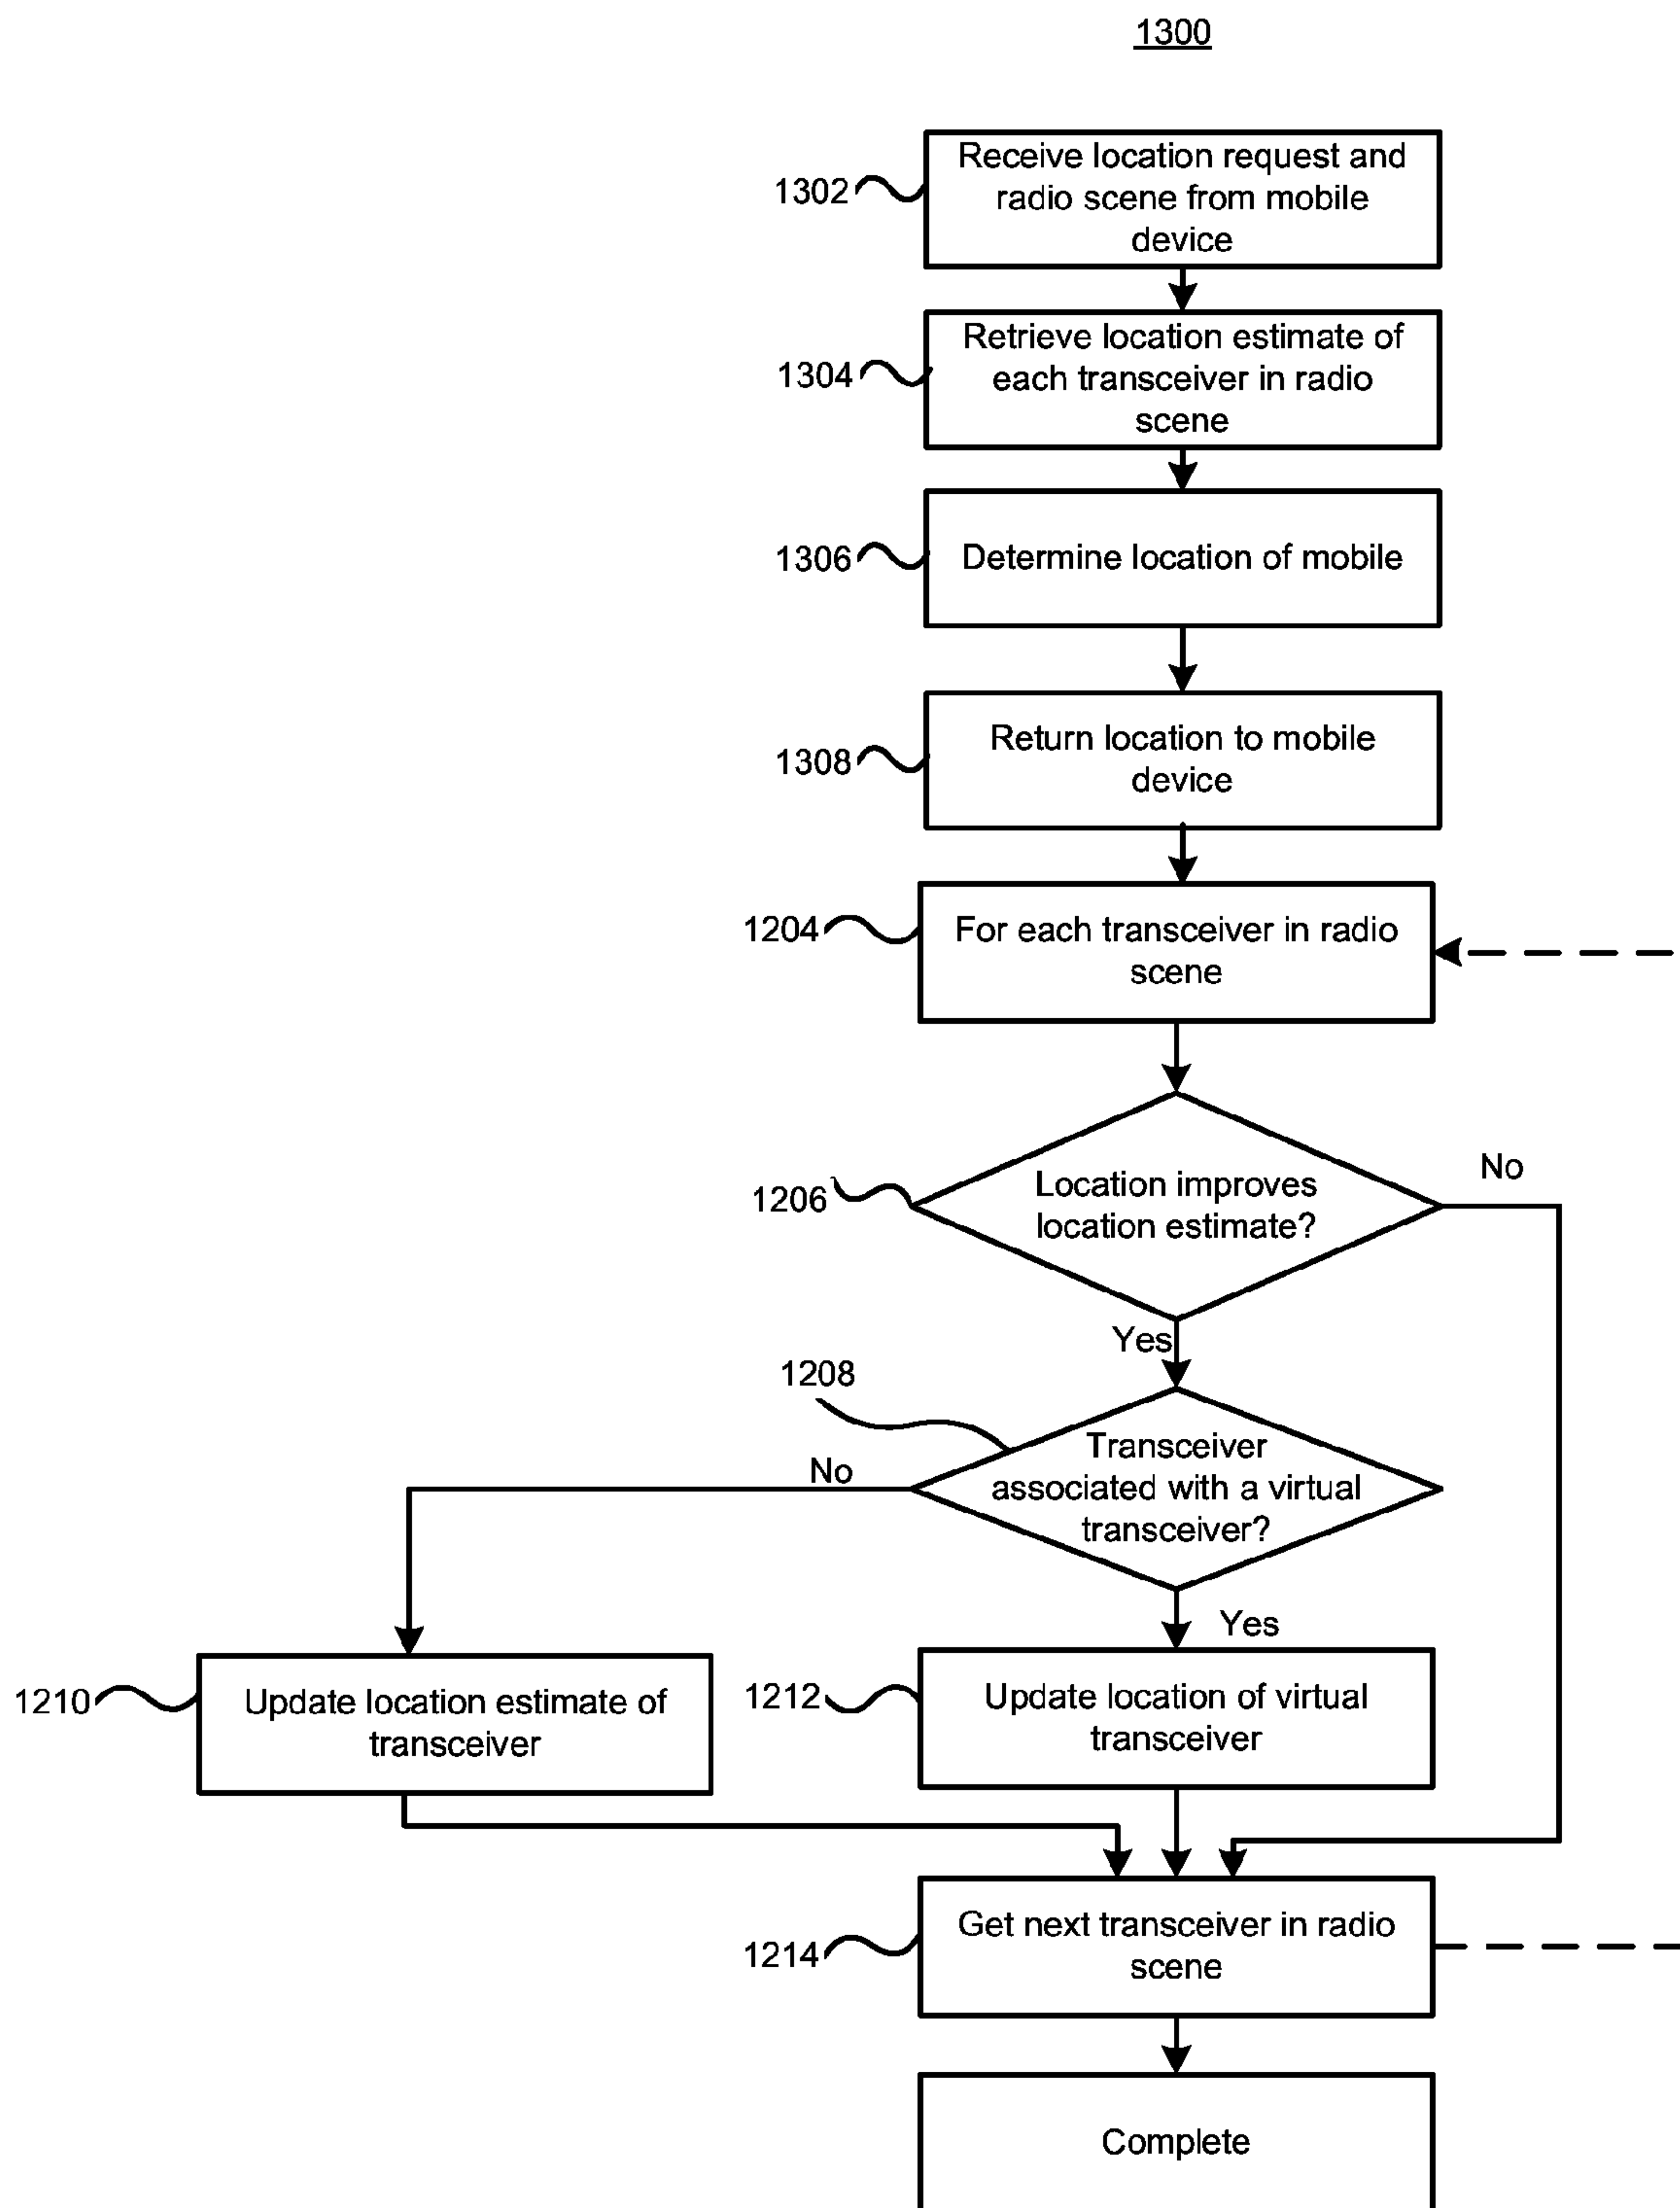 1300
Receive location request and
radio scene from mobile
device
1302
Retrieve location estimate of
each transceiver in radio
scene
1304
Determine location of mobile
1306
Return location to mobile
device
1308
For each transceiver in radio
scene
1204
Location improves
location estimate?
1206
No
Yes
1208
Transceiver
associated with a virtual
transceiver?
No
Yes
1210
Update location estimate of
transceiver
1212
Update location of virtual
transceiver
Get next transceiver in radio
scene
1214
Complete